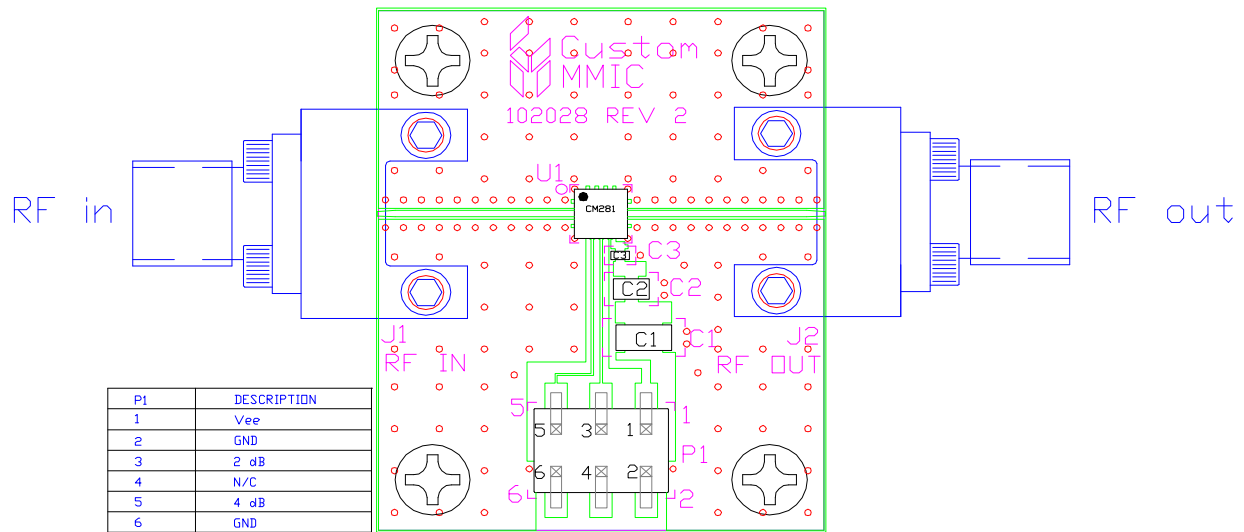 Custom
MMIC
102028 REV 2
U1
CM281
RF in
RF out
C3 C3
C2 C2
C1 C1
J1
RF IN
J2
RF OUT
5 1
5 3 1
P1
6 4 2
6 2
P1 DESCRIPTION
1 Vee
2 GND
3 2 dB
4 N/C
5 4 dB
6 GND